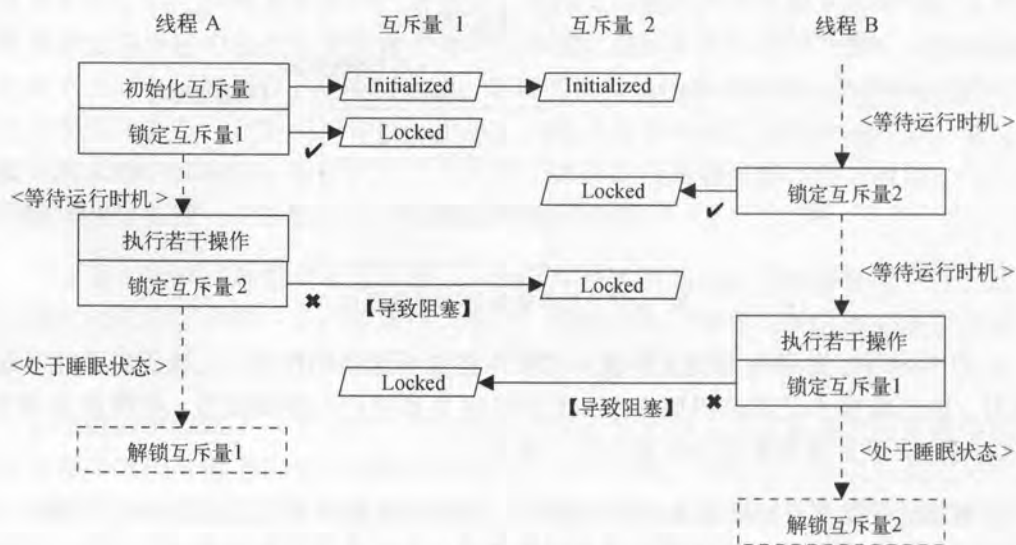 线程 A 互斥量 1 互斥量 2 线程 B
初始化互斥量 Initialized Initialized
<等待运行时机>
锁定互斥量1 Locked
Locked 锁定互斥量2
<等待运行时机>
执行若干操作
<等待运行时机>
锁定互斥量2 Locked
【导致阻塞】
执行若干操作
<处于睡眠状态>
Locked 锁定互斥量1
【导致阻塞】
解锁互斥量1
<处于睡眠状态>
解锁互斥量2